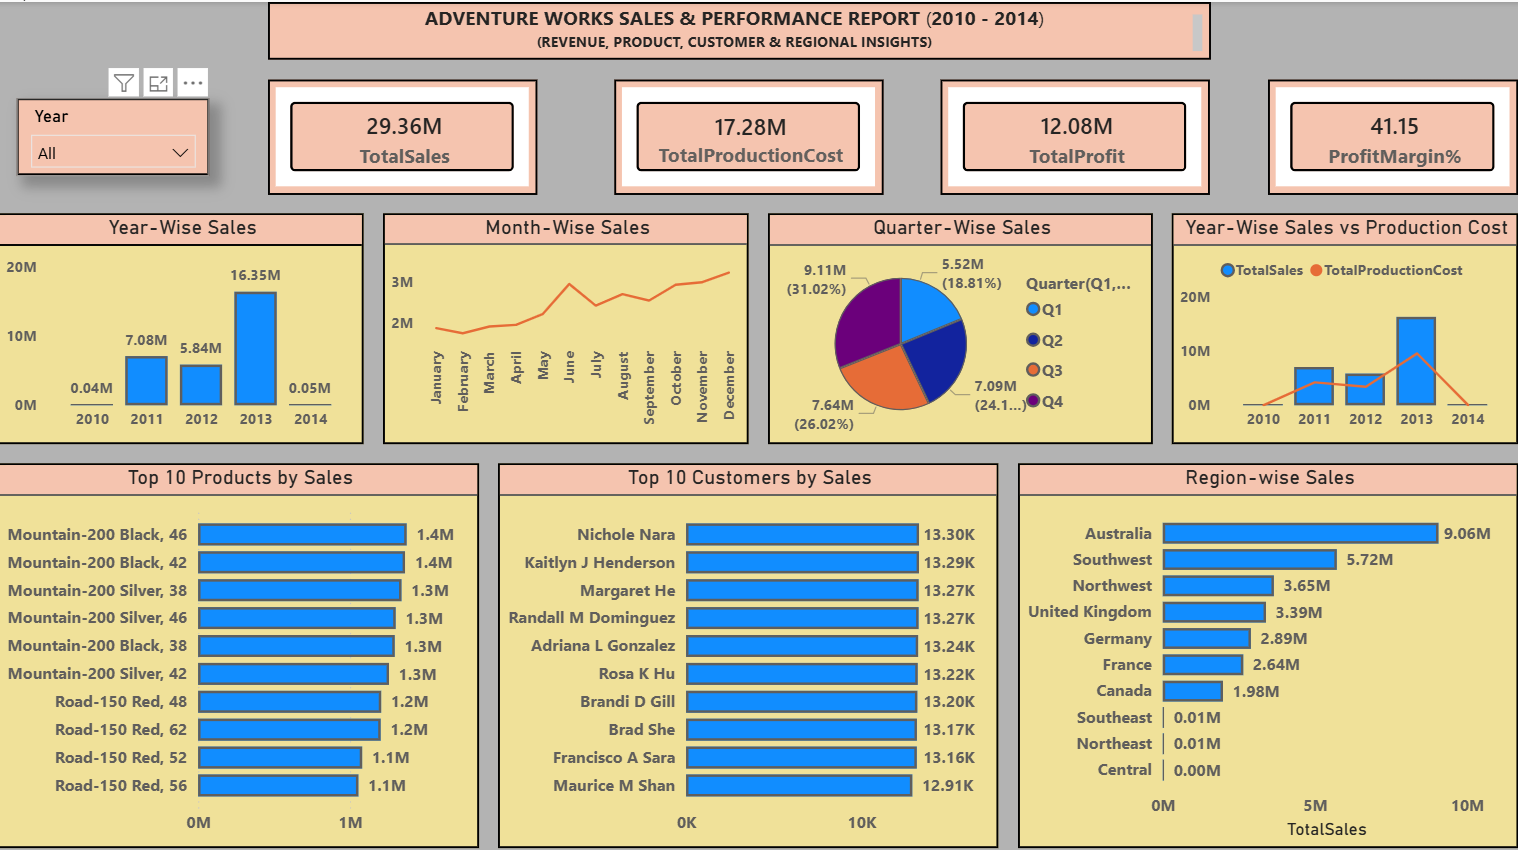 ADVENTURE WORKS SALES & PERFORMANCE REPORT (2010 - 2014)
(REVENUE, PRODUCT, CUSTOMER & REGIONAL INSIGHTS)
Year
All
29.36M
TotalSales
17.28M
TotalProductionCost
12.08M
TotalProfit
41.15
ProfitMargin%
Year-Wise Sales
20M
10M
0M
0.04M
7.08M
5.84M
16.35M
0.05M
2010 2011 2012 2013 2014
Month-Wise Sales
3M
2M
January
February
March
April
May
June
July
August
September
October
November
December
Quarter-Wise Sales
9.11M
(31.02%)
5.52M
(18.81%)
7.64M
(26.02%)
7.09M
(24.1...)
Quarter(Q1,...
Q1
Q2
Q3
Q4
Year-Wise Sales vs Production Cost
TotalSales TotalProductionCost
20M
10M
0M
2010 2011 2012 2013 2014
Top 10 Products by Sales
Mountain-200 Black, 46 1.4M
Mountain-200 Black, 42 1.4M
Mountain-200 Silver, 38 1.3M
Mountain-200 Silver, 46 1.3M
Mountain-200 Black, 38 1.3M
Mountain-200 Silver, 42 1.3M
Road-150 Red, 48 1.2M
Road-150 Red, 62 1.2M
Road-150 Red, 52 1.1M
Road-150 Red, 56 1.1M
0M 1M
Top 10 Customers by Sales
Nichole Nara 13.30K
Kaitlyn J Henderson 13.29K
Margaret He 13.27K
Randall M Dominguez 13.27K
Adriana L Gonzalez 13.24K
Rosa K Hu 13.22K
Brandi D Gill 13.20K
Brad She 13.17K
Francisco A Sara 13.16K
Maurice M Shan 12.91K
0K 10K
Region-wise Sales
Australia 9.06M
Southwest 5.72M
Northwest 3.65M
United Kingdom 3.39M
Germany 2.89M
France 2.64M
Canada 1.98M
Southeast 0.01M
Northeast 0.01M
Central 0.00M
0M 5M 10M
TotalSales